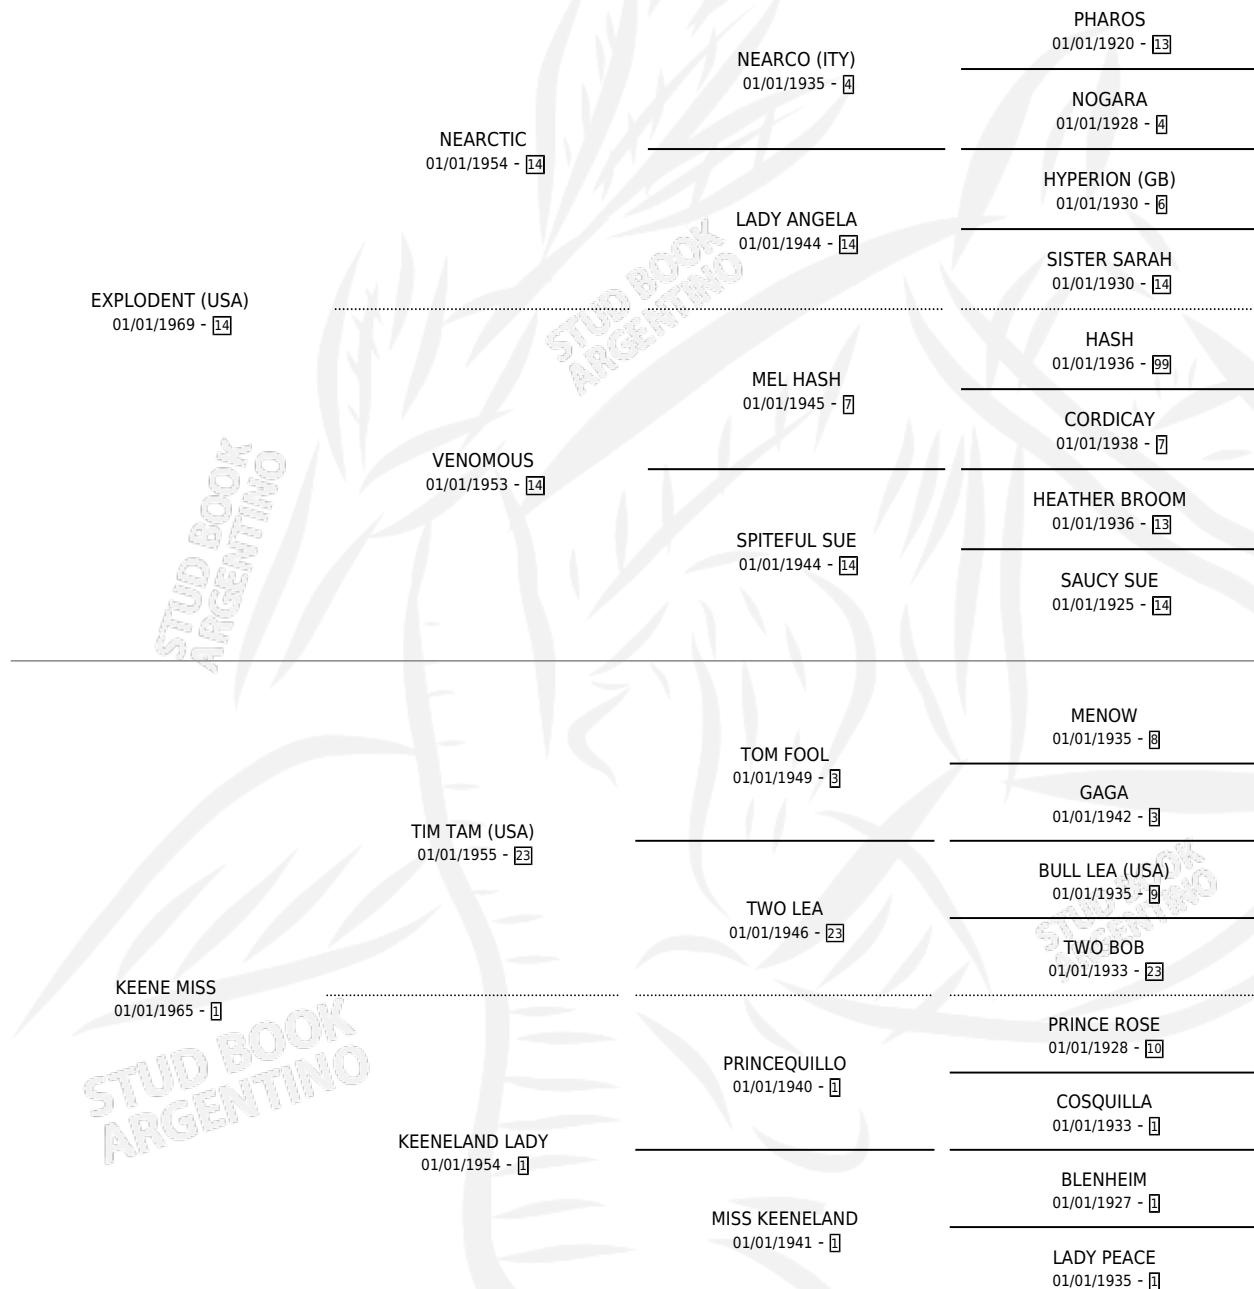 PHAROS
01/01/1920 - 13
NEARCO (ITY)
01/01/1935 - 4
NOGARA
01/01/1928 - 4
NEARCTIC
01/01/1954 - 14
HYPERION (GB)
01/01/1930 - 6
LADY ANGELA
01/01/1944 - 14
SISTER SARAH
01/01/1930 - 14
EXPLODENT (USA)
01/01/1969 - 14
HASH
01/01/1936 - 99
MEL HASH
01/01/1945 - 7
CORDICAY
01/01/1938 - 7
VENOMOUS
01/01/1953 - 14
HEATHER BROOM
01/01/1936 - 13
SPITEFUL SUE
01/01/1944 - 14
SAUCY SUE
01/01/1925 - 14
MENOW
01/01/1935 - 8
TOM FOOL
01/01/1949 - 3
GAGA
01/01/1942 - 3
TIM TAM (USA)
01/01/1955 - 23
BULL LEA (USA)
01/01/1935 - 9
TWO LEA
01/01/1946 - 23
TWO BOB
01/01/1933 - 23
KEENE MISS
01/01/1965 - 1
PRINCE ROSE
01/01/1928 - 10
PRINCEQUILLO
01/01/1940 - 1
COSQUILLA
01/01/1933 - 1
KEENELAND LADY
01/01/1954 - 1
BLENHEIM
01/01/1927 - 1
MISS KEENELAND
01/01/1941 - 1
LADY PEACE
01/01/1935 - 1
STUD BOOK
ARGENTINO
STUD BOOK
ARGENTINO
STUD BOOK
ARGENTINO
STUD BOOK
ARGENTINO